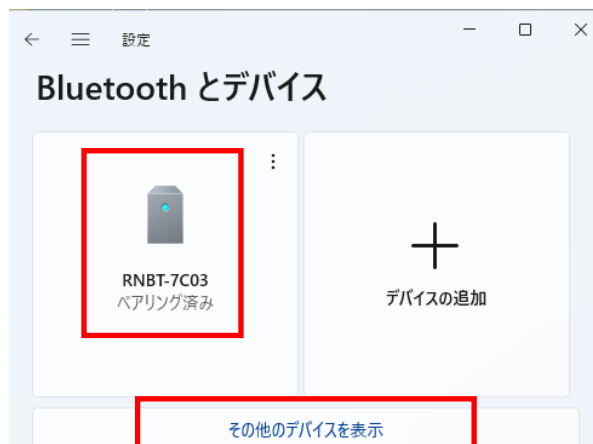 設定
Bluetooth とデバイス
RNBT-7C03
ペアリング済み
デバイスの追加
その他のデバイスを表示